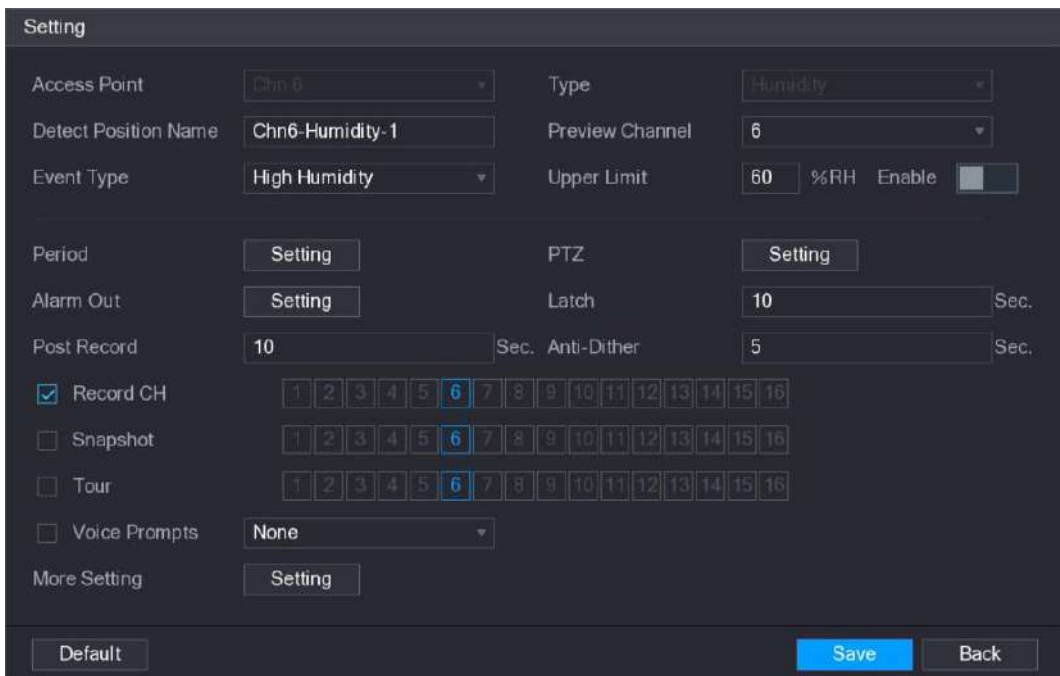 Setting
Access Point Chn 6 Type Humidity
Detect Position Name Chn6-Humidity-1 Preview Channel 6
Event Type High Humidity Upper Limit 60 %RH Enable
Period Setting PTZ Setting
Alarm Out Setting Latch 10 Sec.
Post Record 10 Sec. Anti-Dither 5 Sec.
Record CH 1 2 3 4 5 6 7 8 9 10 11 12 13 14 15 16
Snapshot 1 2 3 4 5 6 7 8 9 10 11 12 13 14 15 16
Tour 1 2 3 4 5 6 7 8 9 10 11 12 13 14 15 16
Voice Prompts None
More Setting Setting
Default Save Back